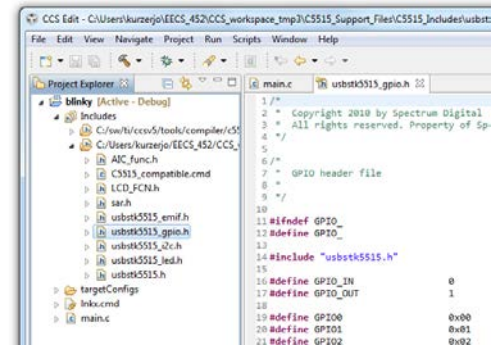 CCS Edit - C:\Users\kurzerjo\EECS_452\CCS_workspace_tmp3\C5515_Support_Files\C5515_Includes\usbst
File Edit View Navigate Project Run Scripts Window Help
Project Explorer
main.c
usbstk5515_gpio.h
blinky [Active - Debug]
Includes
C:/sw/ti/ccsv5/tools/compiler/c55
C:/Users/kurzerjo/EECS_452/CCS_
AIC_func.h
C5515_compatible.cmd
LCD_FCN.h
sar.h
usbstk5515_emif.h
usbstk5515_gpio.h
usbstk5515_i2c.h
usbstk5515_led.h
usbstk5515.h
targetConfigs
lnkx.cmd
main.c
1 /*
2 * Copyright 2010 by Spectrum Digital
3 * All rights reserved. Property of Sp
4 */
5
6 /*
7 * GPIO header file
8 *
9 */
10
11 #ifndef GPIO_
12 #define GPIO_
13
14 #include "usbstk5515.h"
15
16 #define GPIO_IN 0
17 #define GPIO_OUT 1
18
19 #define GPIO0 0x00
20 #define GPIO1 0x01
21 #define GPIO2 0x02